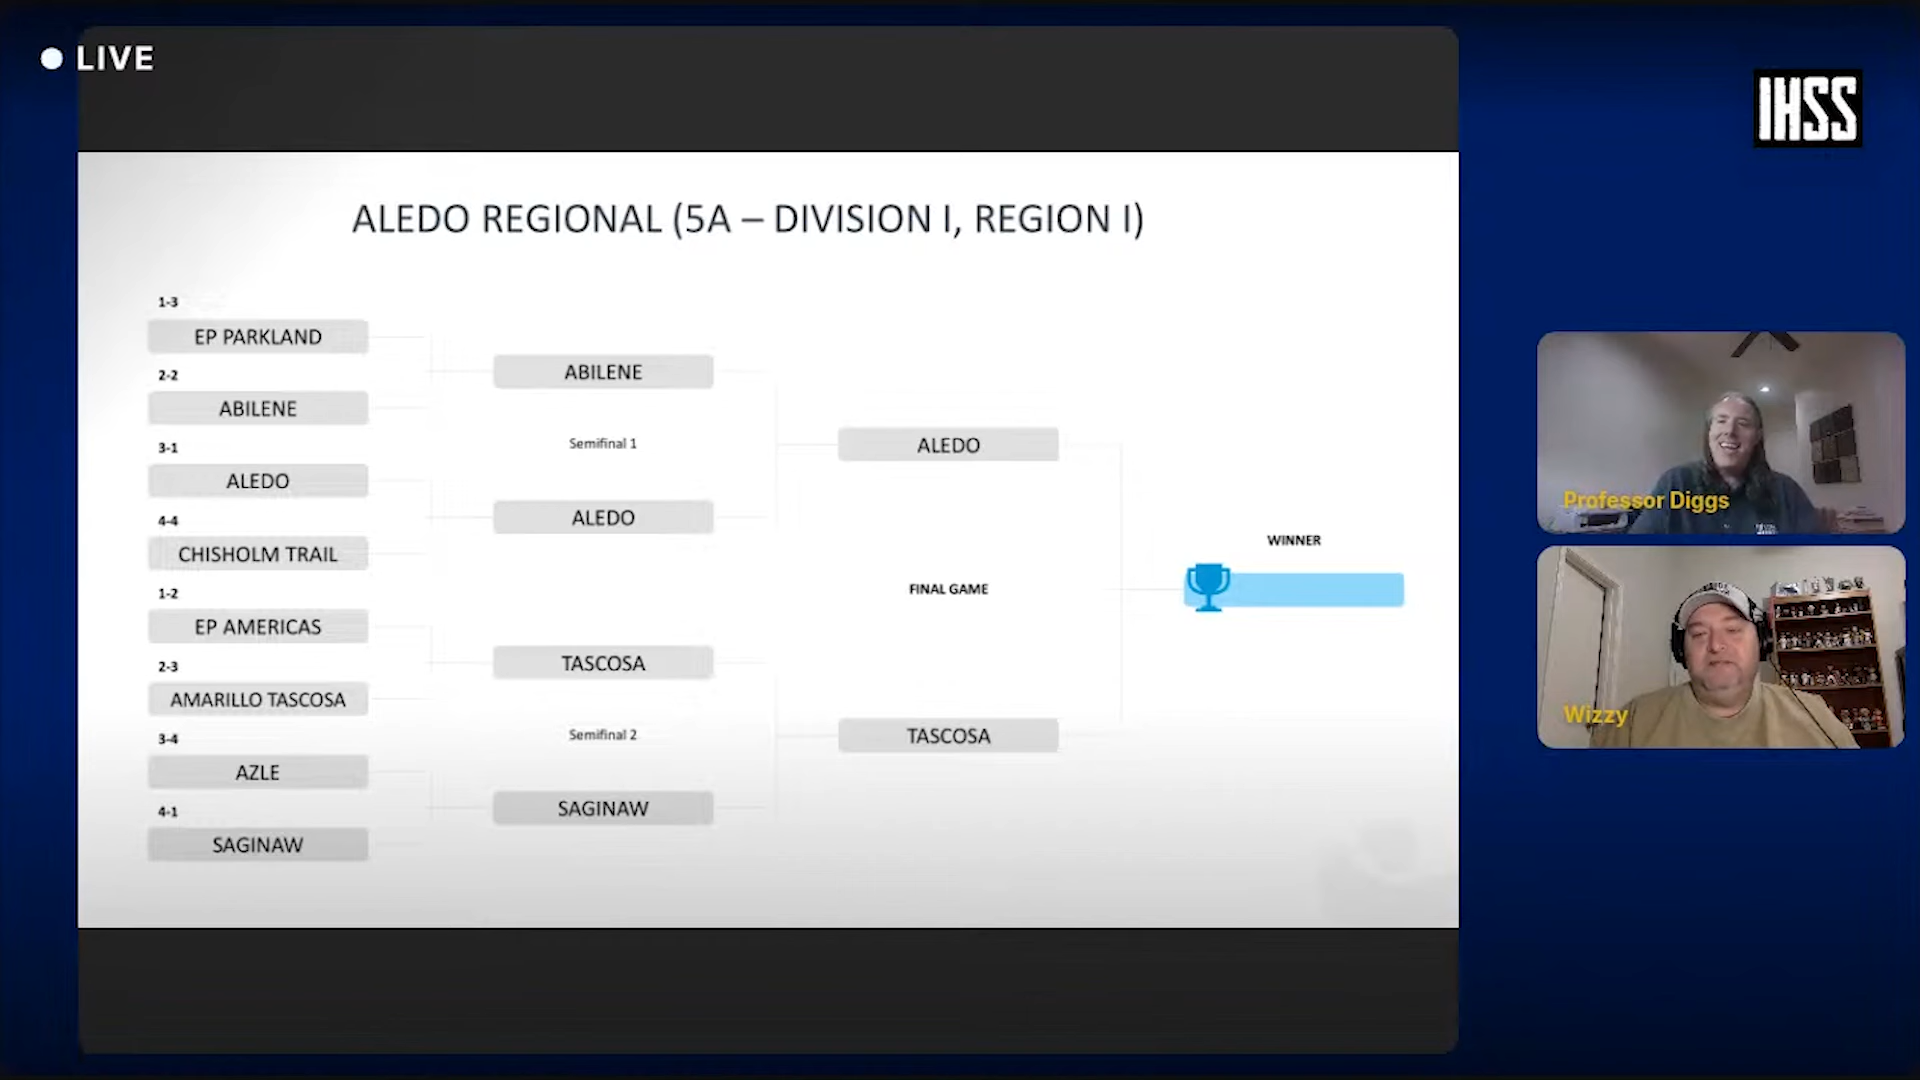 LIVE
IHSS
ALEDO REGIONAL (5A – DIVISION I, REGION I)
1-3
EP PARKLAND
2-2
ABILENE
3-1
ALEDO
4-4
CHISHOLM TRAIL
1-2
EP AMERICAS
2-3
AMARILLO TASCOSA
3-4
AZLE
4-1
SAGINAW
ABILENE
Semifinal 1
ALEDO
TASCOSA
Semifinal 2
SAGINAW
ALEDO
FINAL GAME
TASCOSA
WINNER
Professor Diggs
Wizzy